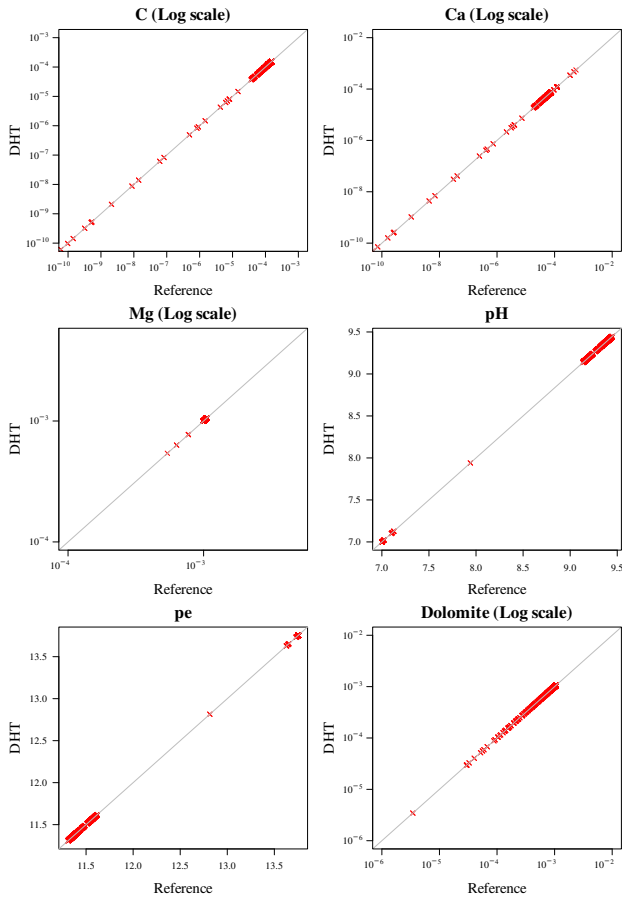 C (Log scale)
DHT
10⁻³
10⁻⁴
10⁻⁵
10⁻⁶
10⁻⁷
10⁻⁸
10⁻⁹
10⁻¹⁰
10⁻¹⁰ 10⁻⁹ 10⁻⁸ 10⁻⁷ 10⁻⁶ 10⁻⁵ 10⁻⁴ 10⁻³
Reference
Ca (Log scale)
DHT
10⁻²
10⁻⁴
10⁻⁶
10⁻⁸
10⁻¹⁰
10⁻¹⁰ 10⁻⁸ 10⁻⁶ 10⁻⁴ 10⁻²
Reference
Mg (Log scale)
DHT
10⁻³
10⁻⁴
10⁻⁴ 10⁻³
Reference
pH
DHT
9.5
9.0
8.5
8.0
7.5
7.0
7.0 7.5 8.0 8.5 9.0 9.5
Reference
pe
DHT
13.5
13.0
12.5
12.0
11.5
11.5 12.0 12.5 13.0 13.5
Reference
Dolomite (Log scale)
DHT
10⁻²
10⁻³
10⁻⁴
10⁻⁵
10⁻⁶
10⁻⁶ 10⁻⁵ 10⁻⁴ 10⁻³ 10⁻²
Reference